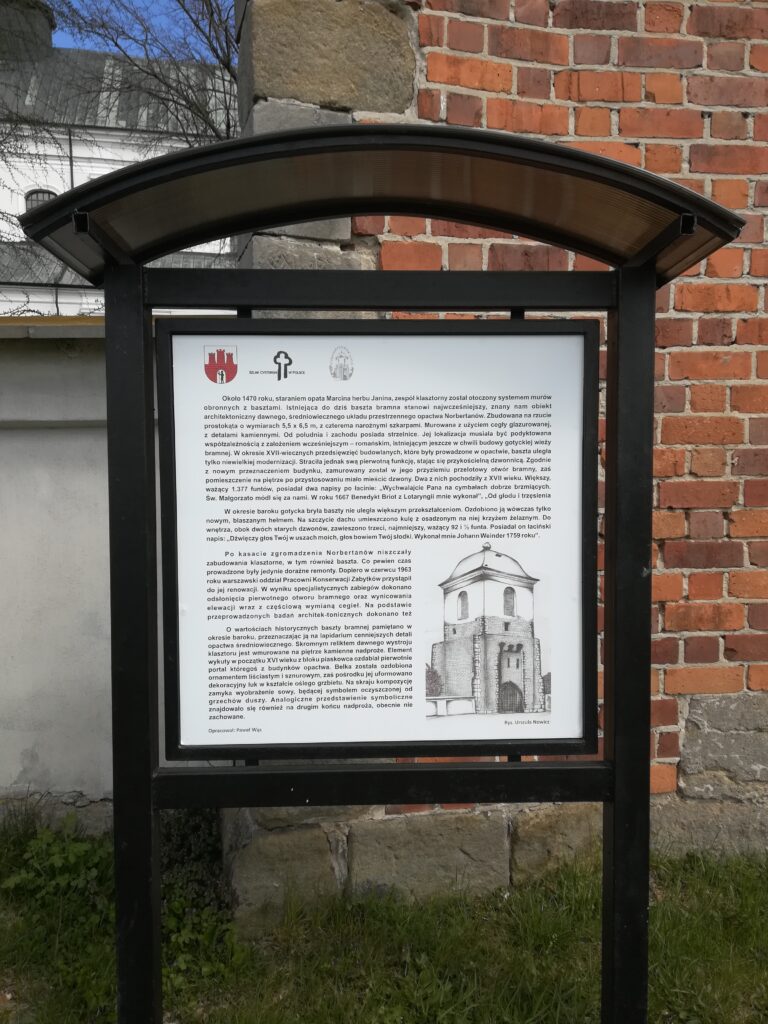 SZLAK CYSTERSKI W POLSCE
Około 1470 roku, staraniem opata Marcina herbu Janina, zespół klasztorny został otoczony systemem murów
obronnych z basztami. Istniejąca do dziś baszta bramna stanowi najwcześniejszy, znany nam obiekt
architektoniczny dawnego, średniowiecznego układu przestrzennego opactwa Norbertanów. Zbudowana na rzucie
prostokąta o wymiarach 5,5 x 6,5 m, z czterema narożnymi szkarpami. Murowana z użyciem cegły glazurowanej,
z detalami kamiennymi. Od południa i zachodu posiada strzelnice. Jej lokalizacja musiała być podyktowana
współzależnością z założeniem wcześniejszym – romańskim, istniejącym jeszcze w chwili budowy gotyckiej wieży
bramnej. W okresie XVII-wiecznych przedsięwzięć budowlanych, które były prowadzone w opactwie, baszta uległa
tylko niewielkiej modernizacji. Straciła jednak swą pierwotną funkcję, stając się przykościelną dzwonnicą. Zgodnie
z nowym przeznaczeniem budynku, zamurowany został w jego przyziemiu przelotowy otwór bramny, zaś
pomieszczenie na piętrze po przystosowaniu miało mieścić dzwony. Dwa z nich pochodziły z XVII wieku. Większy,
ważący 1.377 funtów, posiadał dwa napisy po łacinie: „Wychwalajcie Pana na cymbałach dobrze brzmiących.
Św. Małgorzato módl się za nami. W roku 1667 Benedykt Briot z Lotaryngii mnie wykonał”, „Od głodu i trzęsienia
W okresie baroku gotycka bryła baszty nie uległa większym przekształceniom. Ozdobiono ją wówczas tylko
nowym, blaszanym hełmem. Na szczycie dachu umieszczono kulę z osadzonym na niej krzyżem żelaznym. Do
wnętrza, obok dwóch starych dzwonów, zawieszono trzeci, najmniejszy, ważący 92 i ½ funta. Posiadał on łaciński
napis: „Dźwięczy głos Twój w uszach moich, głos bowiem Twój słodki. Wykonał mnie Johann Weinder 1759 roku”.
Po kasacie zgromadzenia Norbertanów niszczały
zabudowania klasztorne, w tym również baszta. Co pewien czas
prowadzone były jedynie doraźne remonty. Dopiero w czerwcu 1963
roku warszawski oddział Pracowni Konserwacji Zabytków przystąpił
do jej renowacji. W wyniku specjalistycznych zabiegów dokonano
odsłonięcia pierwotnego otworu bramnego oraz wynicowania
elewacji wraz z częściową wymianą cegieł. Na podstawie
przeprowadzonych badań architek-tonicznych dokonano też
O wartościach historycznych baszty bramnej pamiętano w
okresie baroku, przeznaczając ją na lapidarium cenniejszych detali
opactwa średniowiecznego. Skromnym reliktem dawnego wystroju
klasztoru jest wmurowane na piętrze kamienne nadproże. Element
wykuty w początku XVI wieku z bloku piaskowca ozdabiał pierwotnie
portal któregoś z budynków opactwa. Belka została ozdobiona
ornamentem liściastym i sznurowym, zaś pośrodku jej uformowano
dekoracyjny łuk w kształcie oślego grzbietu. Na skraju kompozycję
zamyka wyobrażenie sowy, będącej symbolem oczyszczonej od
grzechów duszy. Analogiczne przedstawienie symboliczne
znajdowało się również na drugim końcu nadproża, obecnie nie
zachowane.
Opracował: Paweł Wąs
Rys. Urszula Nowicz